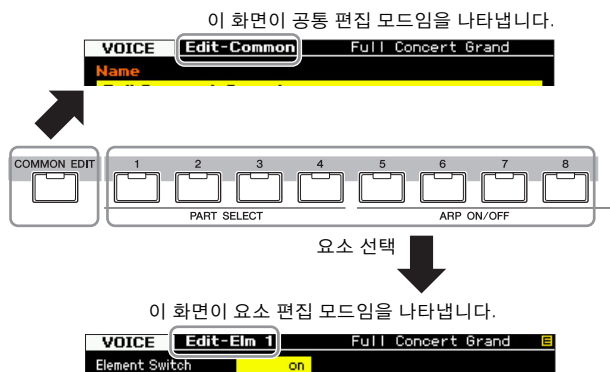 이 화면이 공통 편집 모드임을 나타냅니다.
VOICE Edit-Common Full Concert Grand
Name
COMMON EDIT 1 2 3 4 5 6 7 8
PART SELECT ARP ON/OFF
요소 선택
이 화면이 요소 편집 모드임을 나타냅니다.
VOICE Edit-Elm 1 Full Concert Grand E
Element Switch on